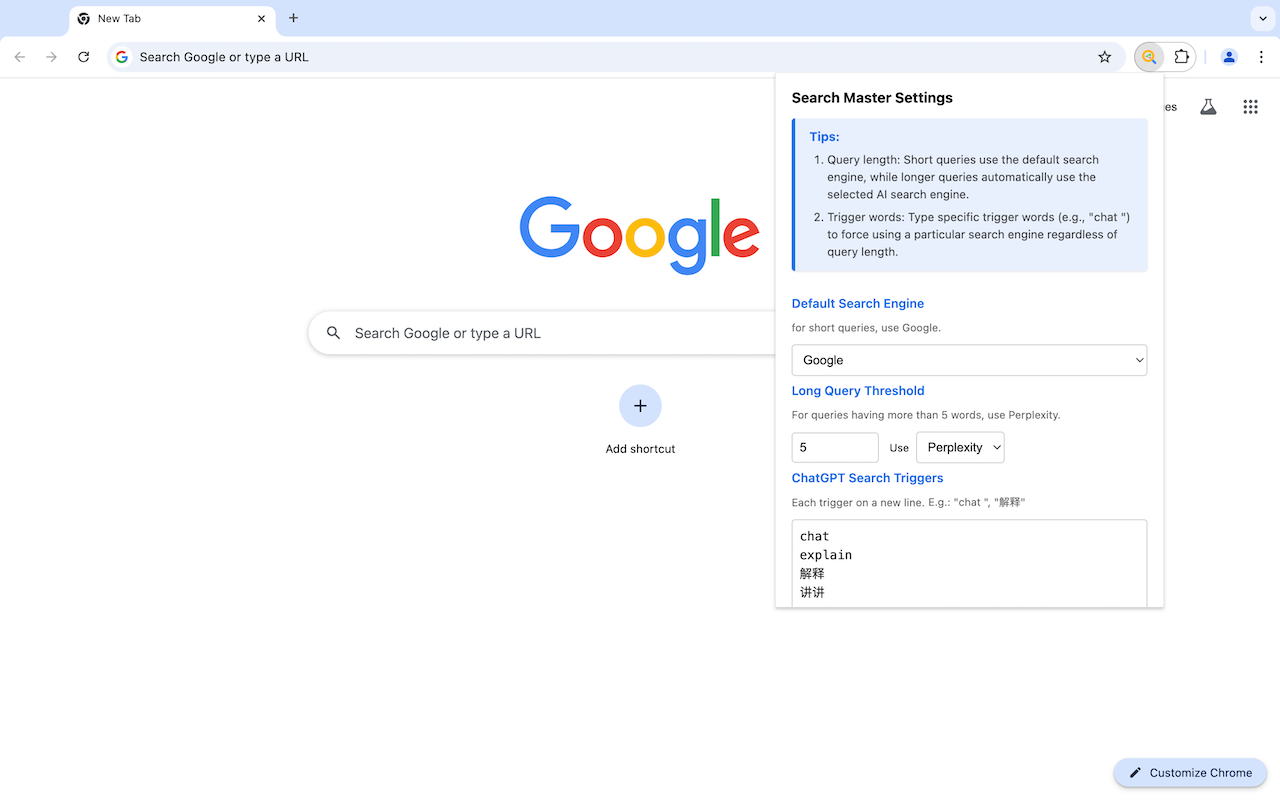 New Tab
Search Google or type a URL
Search Master Settings
es
Tips:
1. Query length: Short queries use the default search
engine, while longer queries automatically use the
selected AI search engine.
2. Trigger words: Type specific trigger words (e.g., "chat ")
to force using a particular search engine regardless of
query length.
Google
Search Google or type a URL
Add shortcut
Default Search Engine
for short queries, use Google.
Google
Long Query Threshold
For queries having more than 5 words, use Perplexity.
5 Use Perplexity
ChatGPT Search Triggers
Each trigger on a new line. E.g.: "chat ", "解释"
chat
explain
解释
讲讲
Customize Chrome